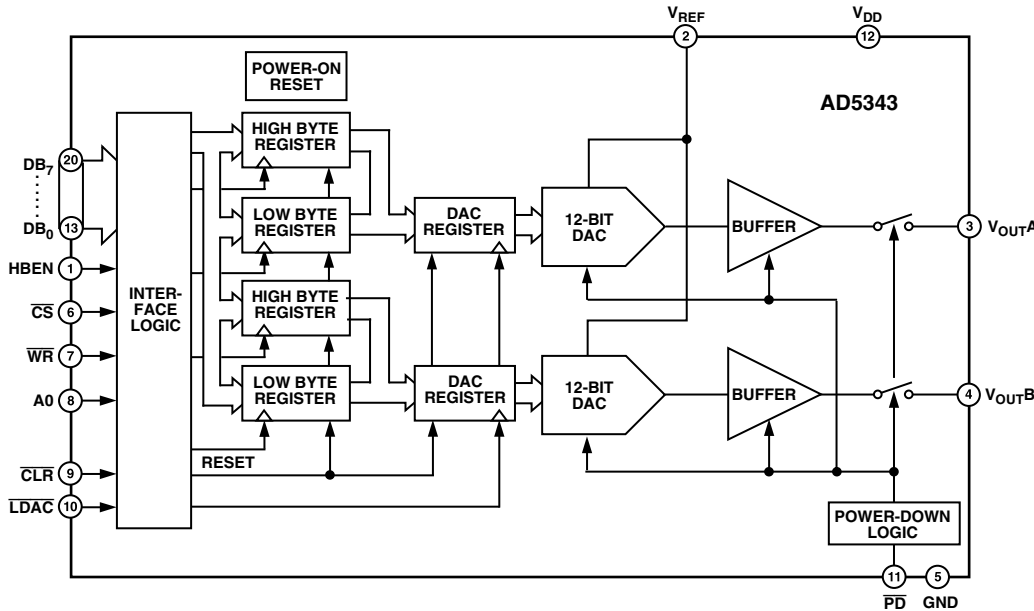 VREF
2
VDD
12
POWER-ON
RESET
AD5343
HIGH BYTE
REGISTER
DB7
20
DB0
13
LOW BYTE
REGISTER
DAC
REGISTER
12-BIT
DAC
BUFFER
3
VOUTA
HBEN
1
INTER-
FACE
LOGIC
CS
6
HIGH BYTE
REGISTER
WR
7
A0
8
LOW BYTE
REGISTER
DAC
REGISTER
12-BIT
DAC
BUFFER
4
VOUTB
RESET
CLR
9
LDAC
10
POWER-DOWN
LOGIC
11
5
PD
GND